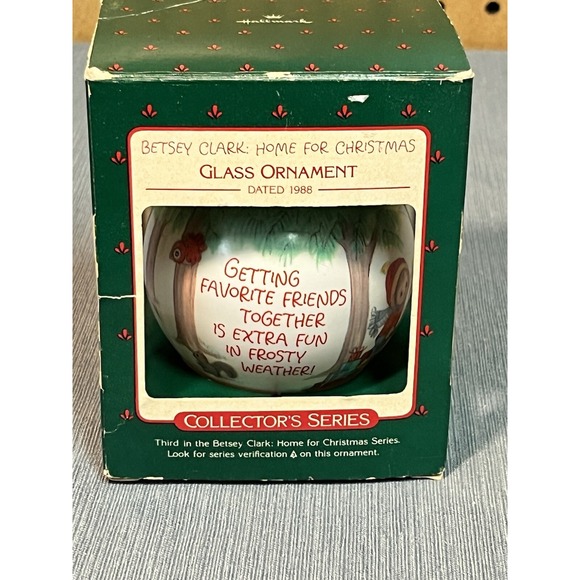 Hallmark
BETSEY CLARK: HOME FOR CHRISTMAS
GLASS ORNAMENT
DATED 1988
GETTING
FAVORITE FRIENDS
TOGETHER
IS EXTRA FUN
IN FROSTY
WEATHER!
COLLECTOR'S SERIES
Third in the Betsey Clark: Home for Christmas Series.
Look for series verification on this ornament.